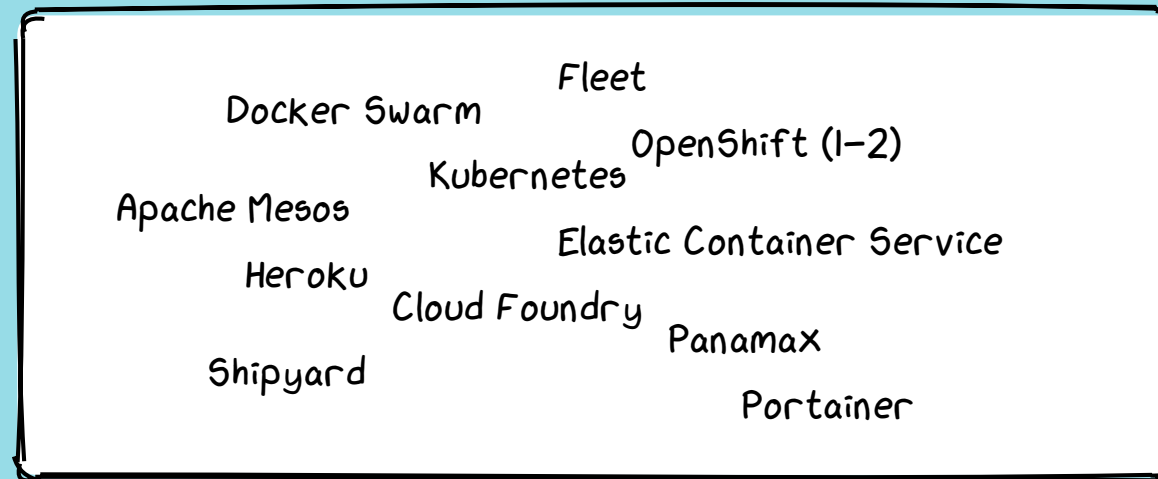 Fleet
Docker Swarm
OpenShift (1-2)
Kubernetes
Apache Mesos
Elastic Container Service
Heroku
Cloud Foundry
Panamax
Shipyard
Portainer